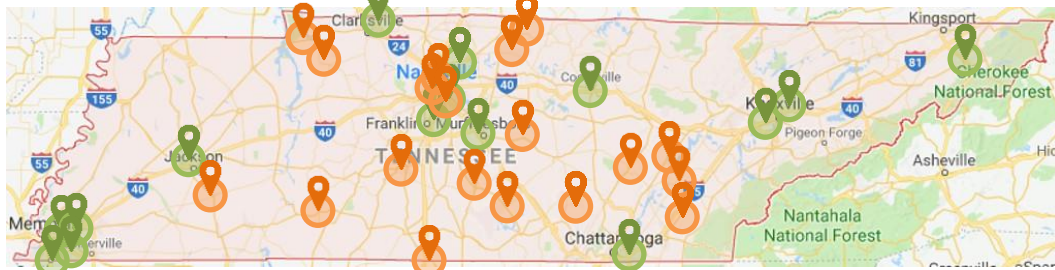 55
Clarksville
Kingsport
24
81
Nashville
40
Cookeville
Cherokee
National Forest
155
Knoxville
40
Franklin
Murfreesboro
40
Pigeon Forge
55
Jackson
TENNESSEE
Asheville
40
Memphis
Nantahala
National Forest
Chattanooga